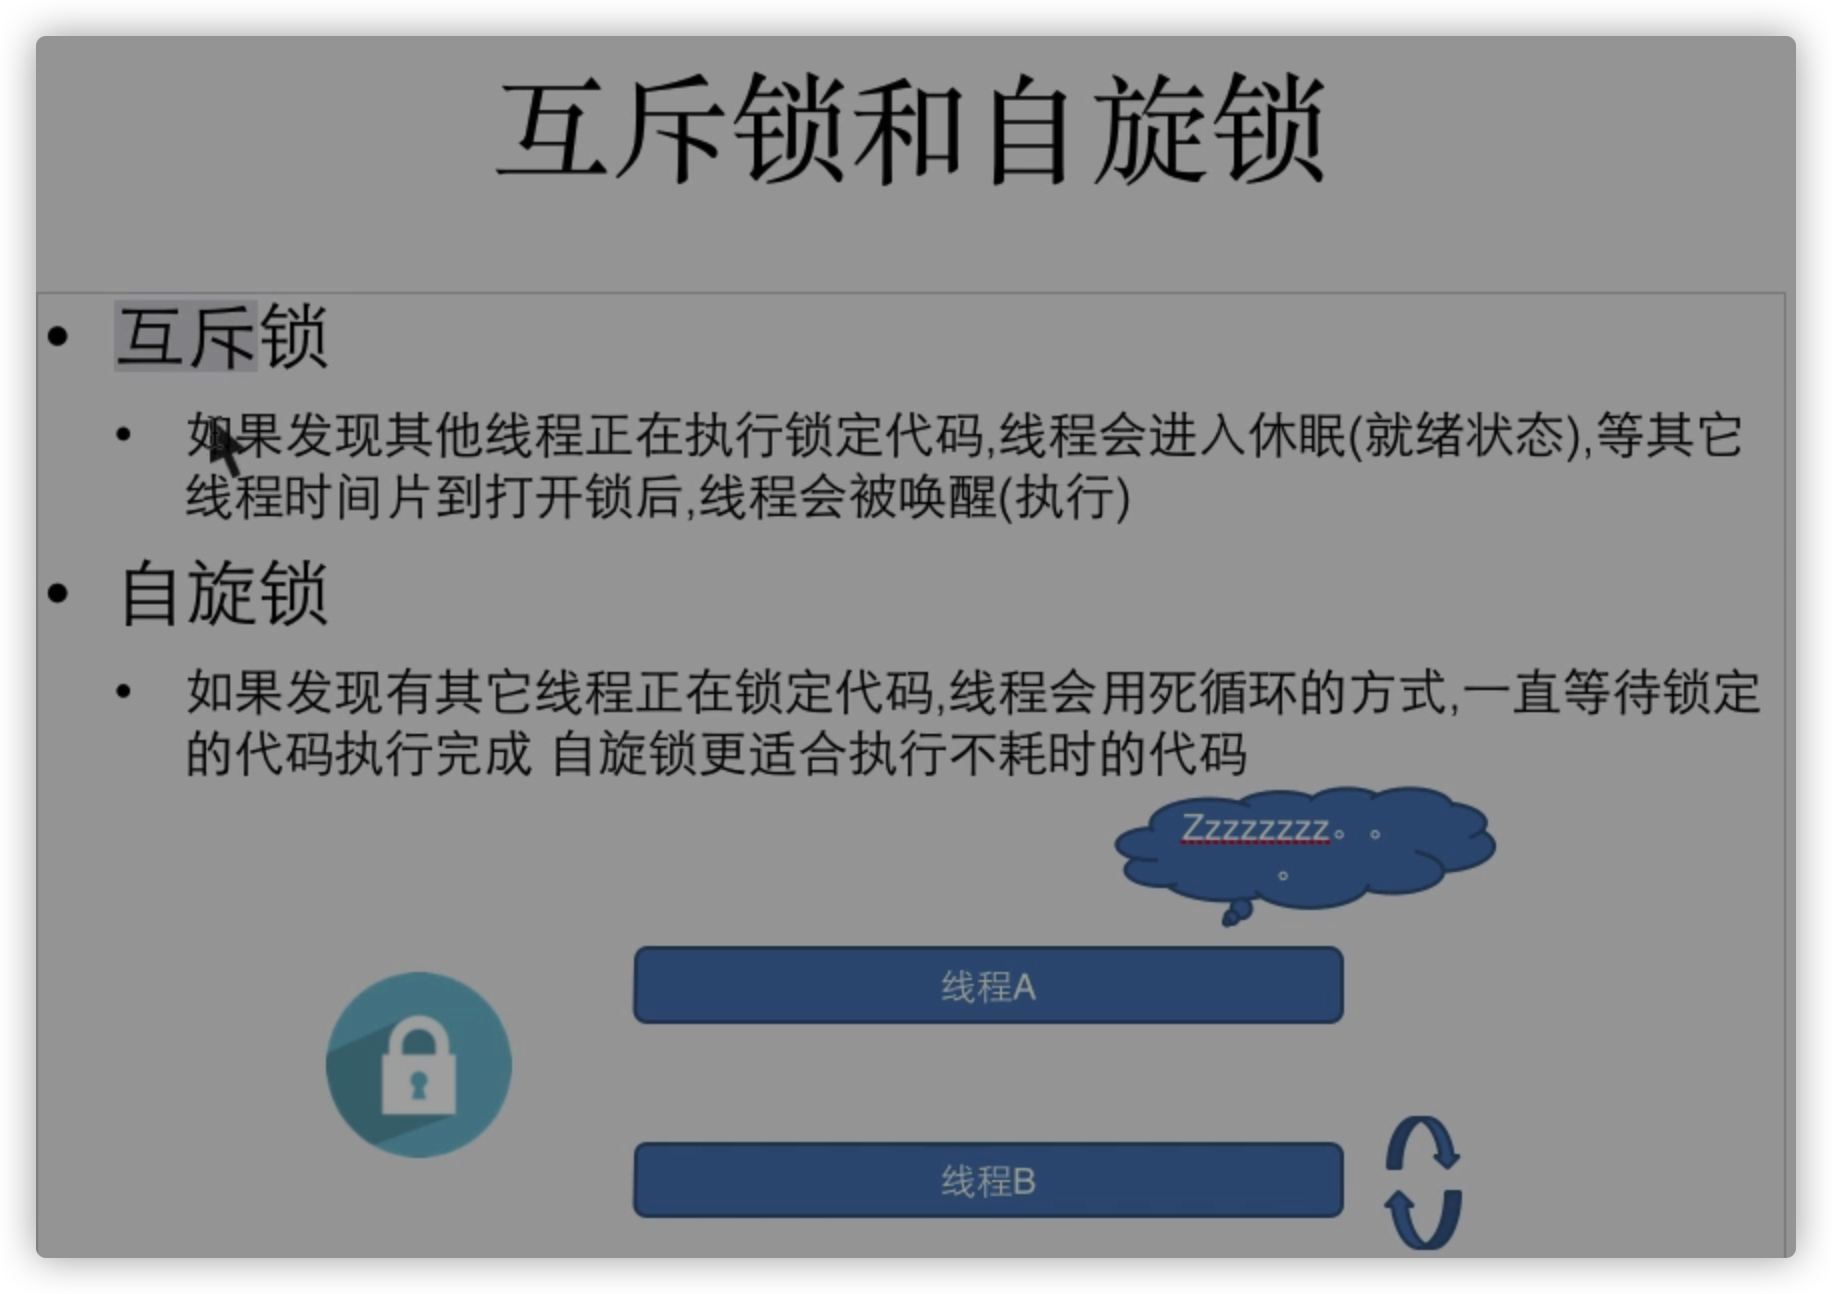 互斥锁和自旋锁
• 互斥锁
• 如果发现其他线程正在执行锁定代码,线程会进入休眠(就绪状态),等其它
线程时间片到打开锁后,线程会被唤醒(执行)
• 自旋锁
• 如果发现有其它线程正在锁定代码,线程会用死循环的方式,一直等待锁定
的代码执行完成 自旋锁更适合执行不耗时的代码
Zzzzzzzz。。
。
线程A
线程B